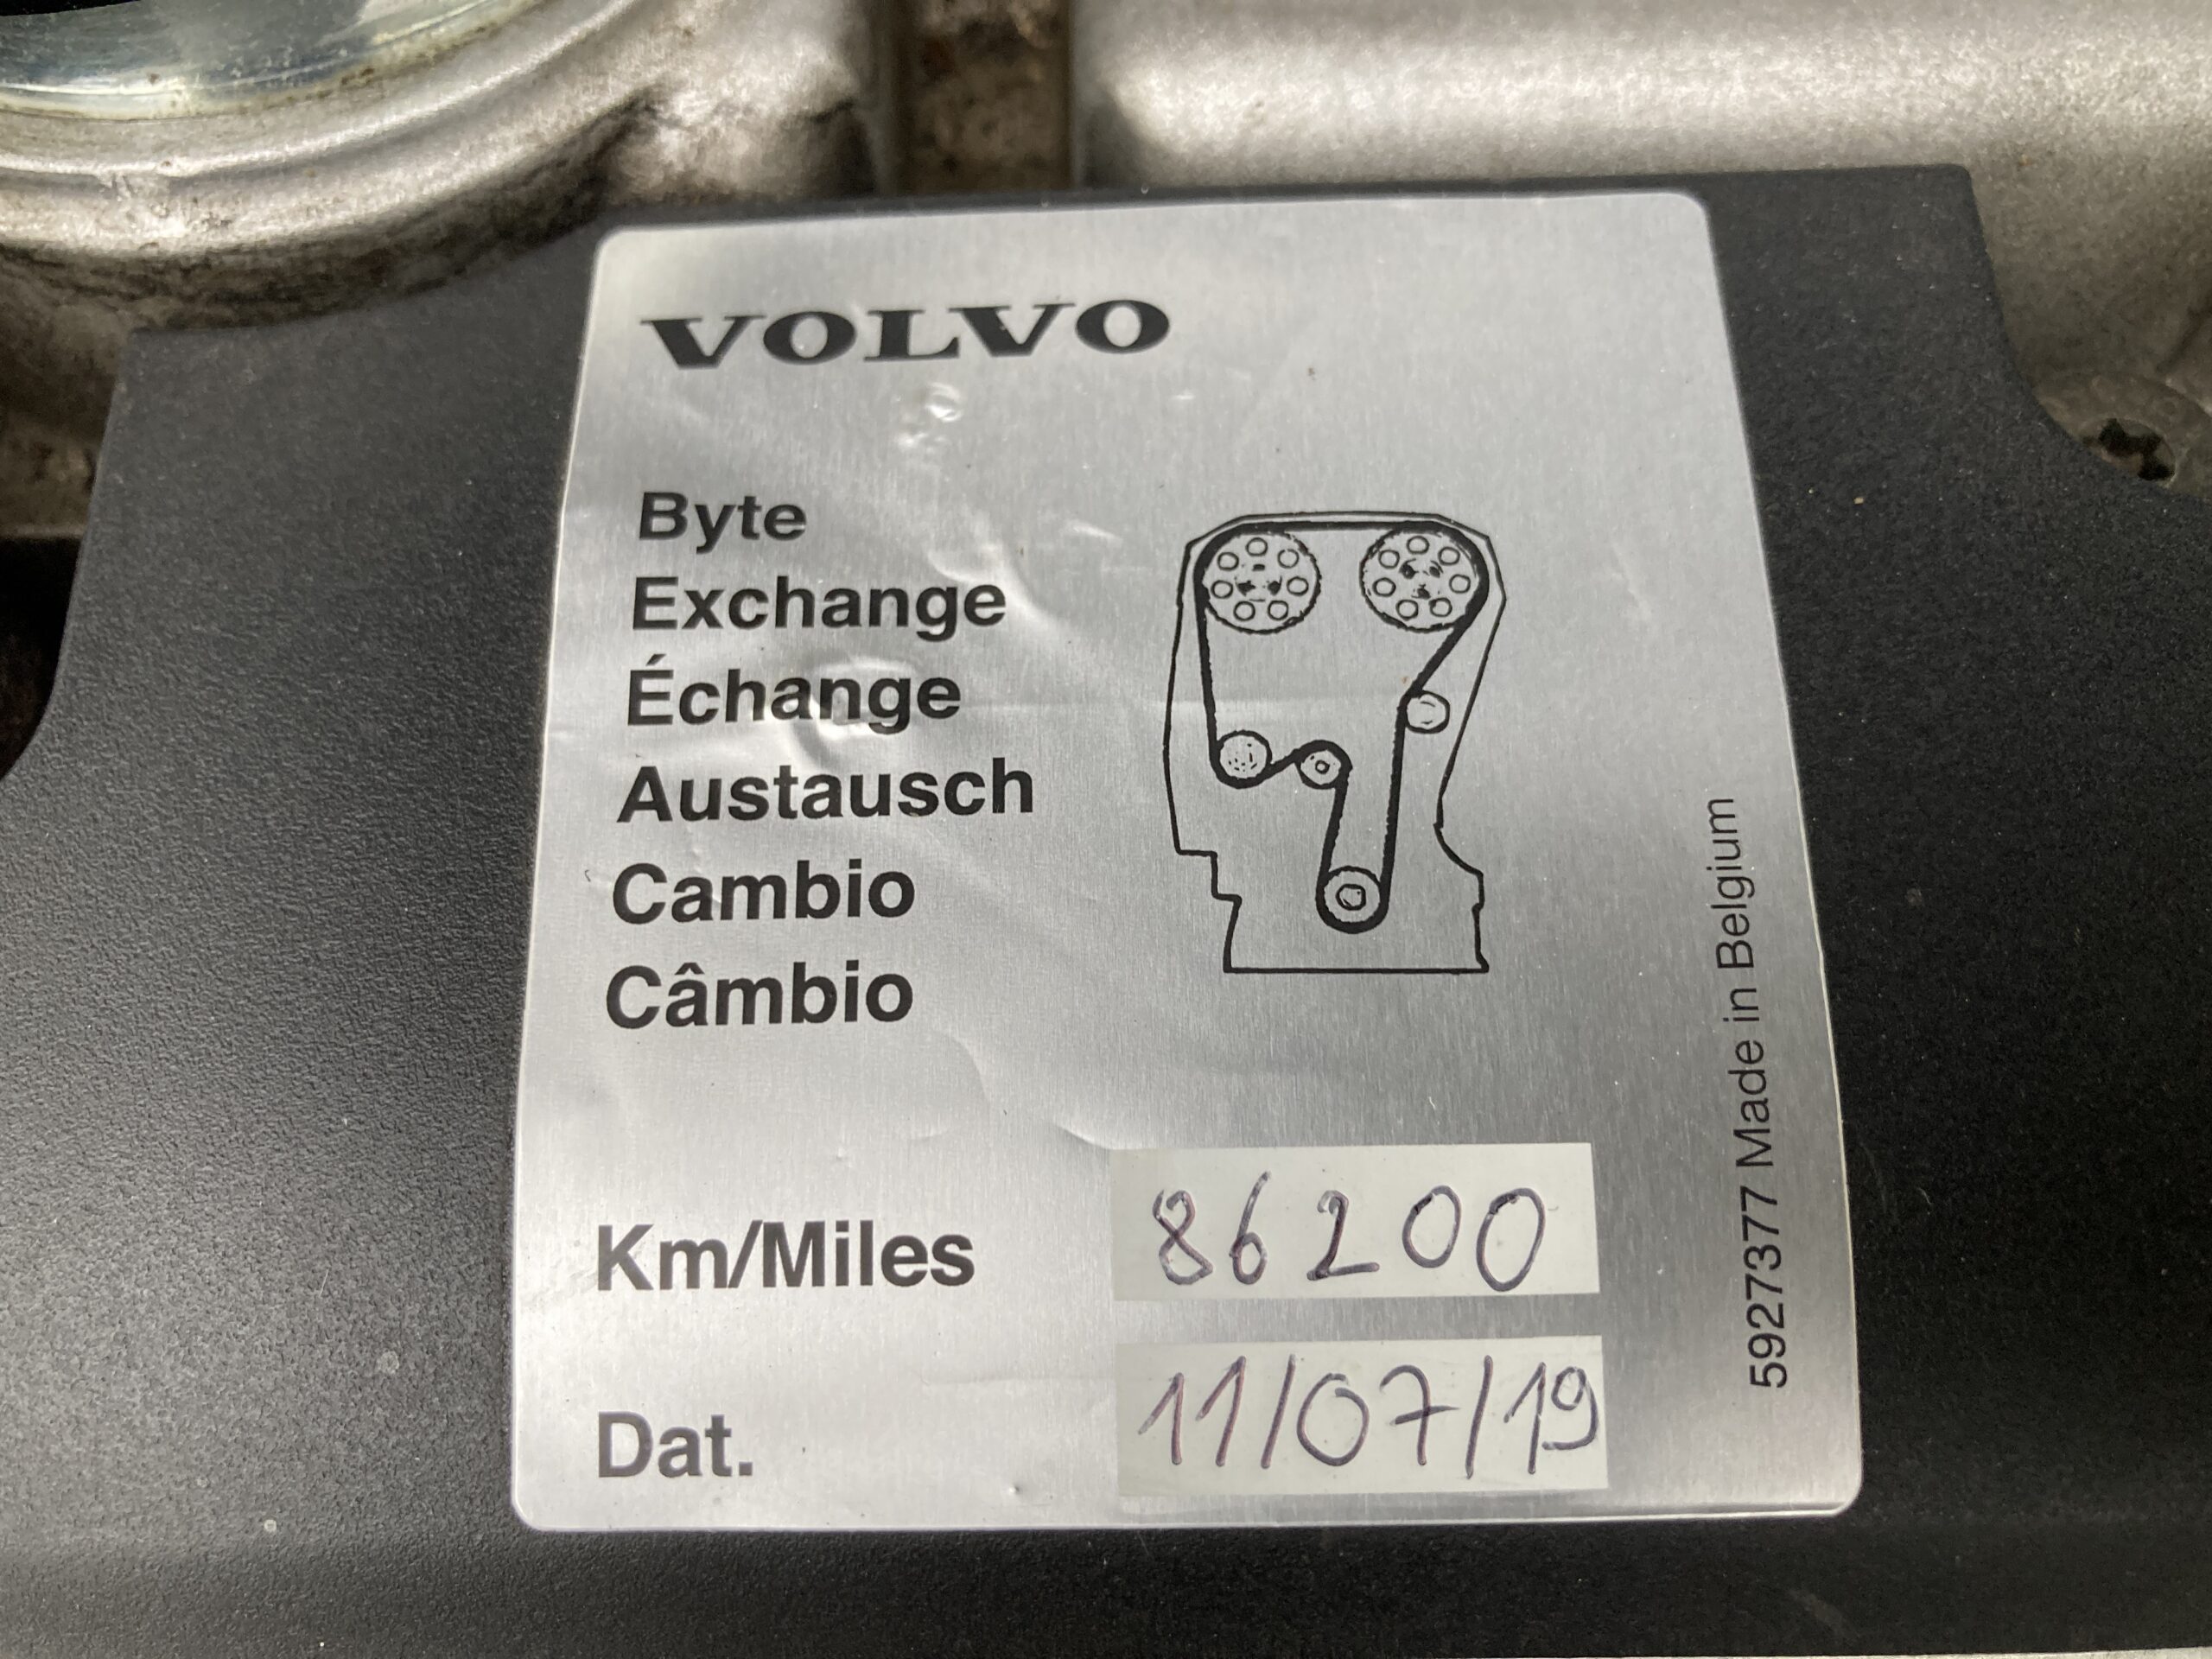 VOLVO
Byte
Exchange
Échange
Austausch
Cambio
Câmbio
Km/Miles 86200
Dat. 11/07/19
5927377 Made in Belgium